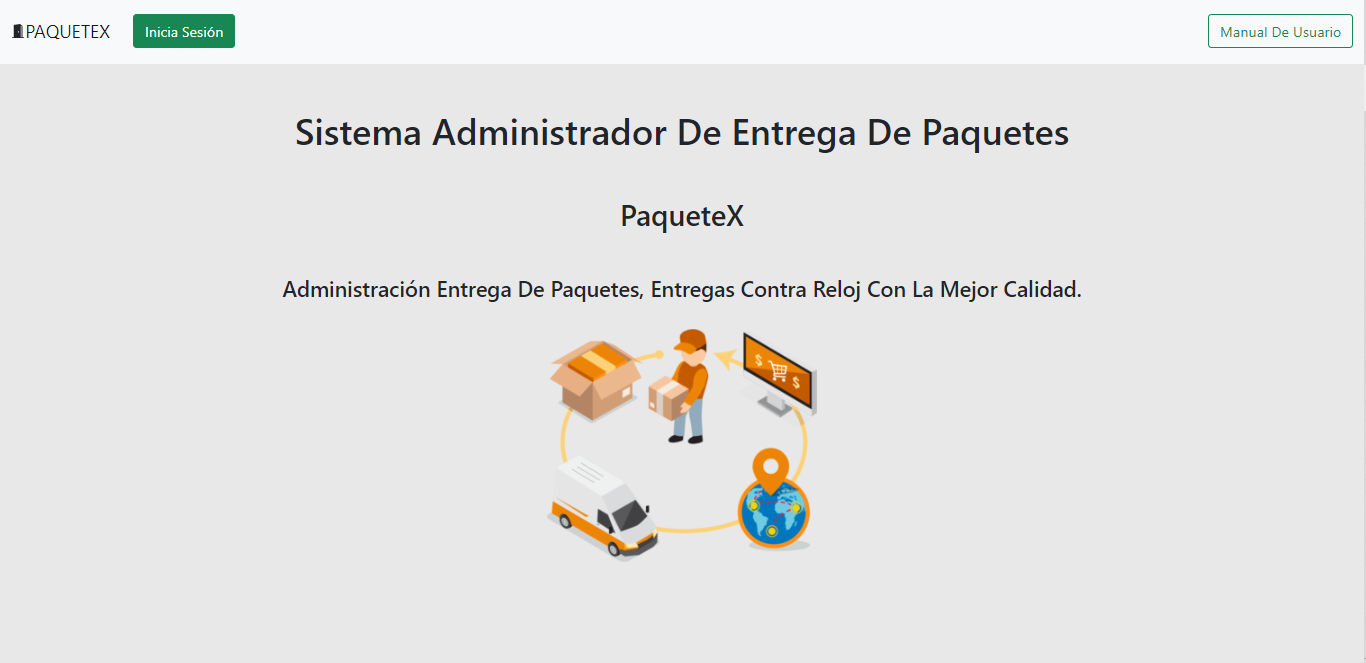 PAQUETEX
Inicia Sesión
Manual De Usuario
Sistema Administrador De Entrega De Paquetes
PaqueteX
Administración Entrega De Paquetes, Entregas Contra Reloj Con La Mejor Calidad.
$ $